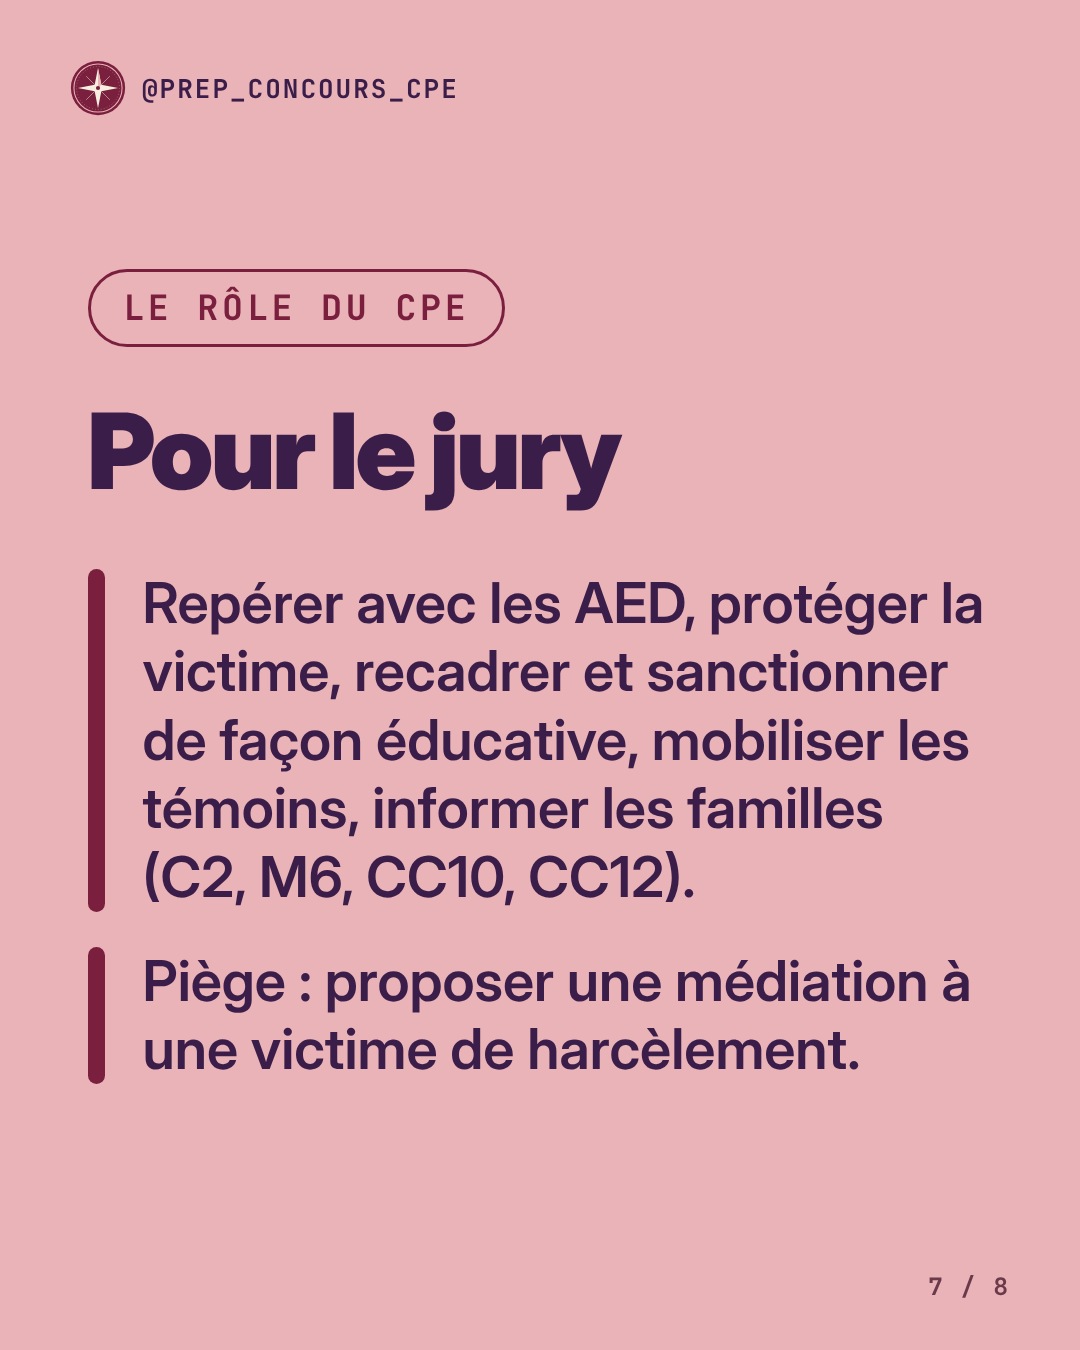 @PREP_CONCOURS_CPE
LE RÔLE DU CPE
Pour le jury
Repérer avec les AED, protéger la
victime, recadrer et sanctionner
de façon éducative, mobiliser les
témoins, informer les familles
(C2, M6, CC10, CC12).
Piège : proposer une médiation à
une victime de harcèlement.
7 / 8